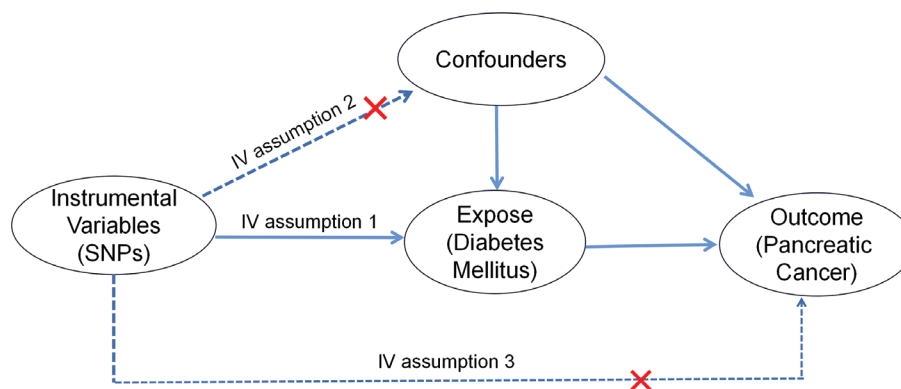 Confounders
IV assumption 2
Instrumental
Variables
(SNPs)
IV assumption 1
Expose
(Diabetes
Mellitus)
Outcome
(Pancreatic
Cancer)
IV assumption 3